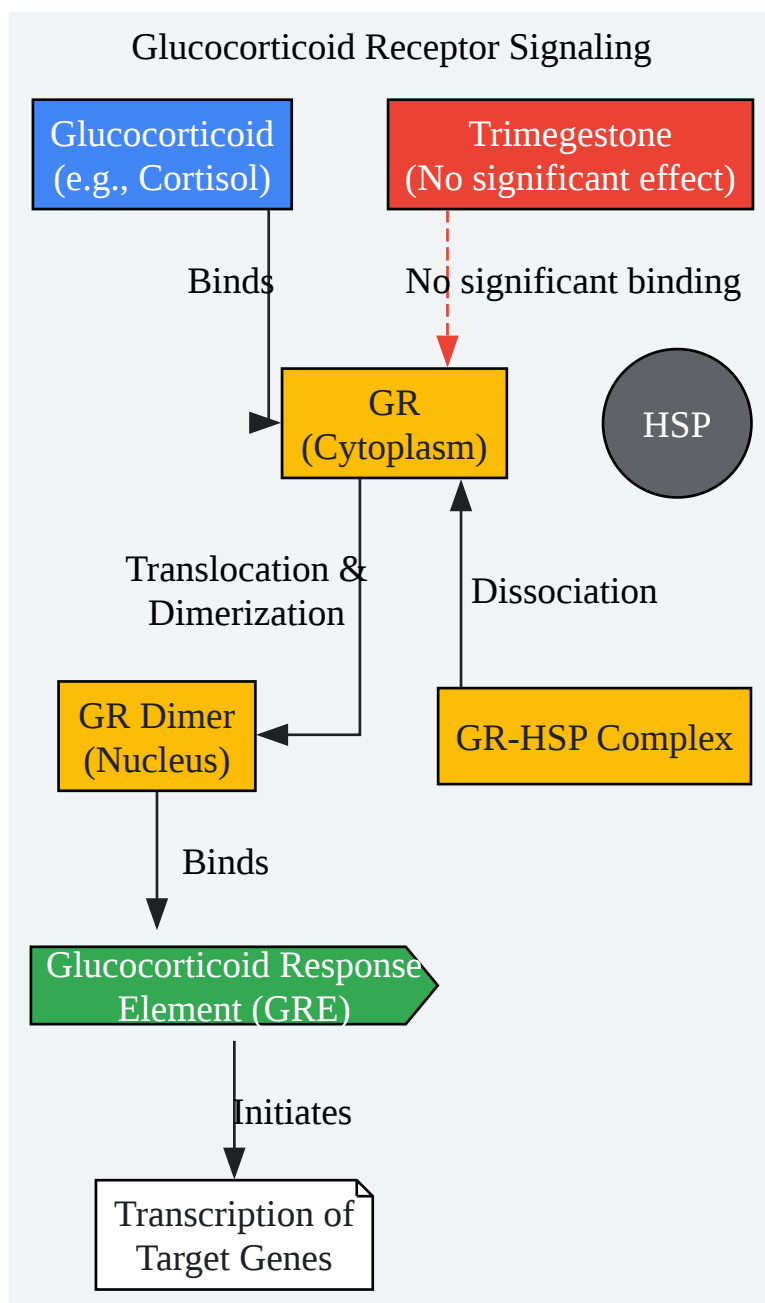 Glucocorticoid Receptor Signaling
Glucocorticoid
(e.g., Cortisol)
Trimegestone
(No significant effect)
Binds
No significant binding
GR
(Cytoplasm)
HSP
Translocation &
Dimerization
Dissociation
GR Dimer
(Nucleus)
GR-HSP Complex
Binds
Glucocorticoid Response
Element (GRE)
Initiates
Transcription of
Target Genes